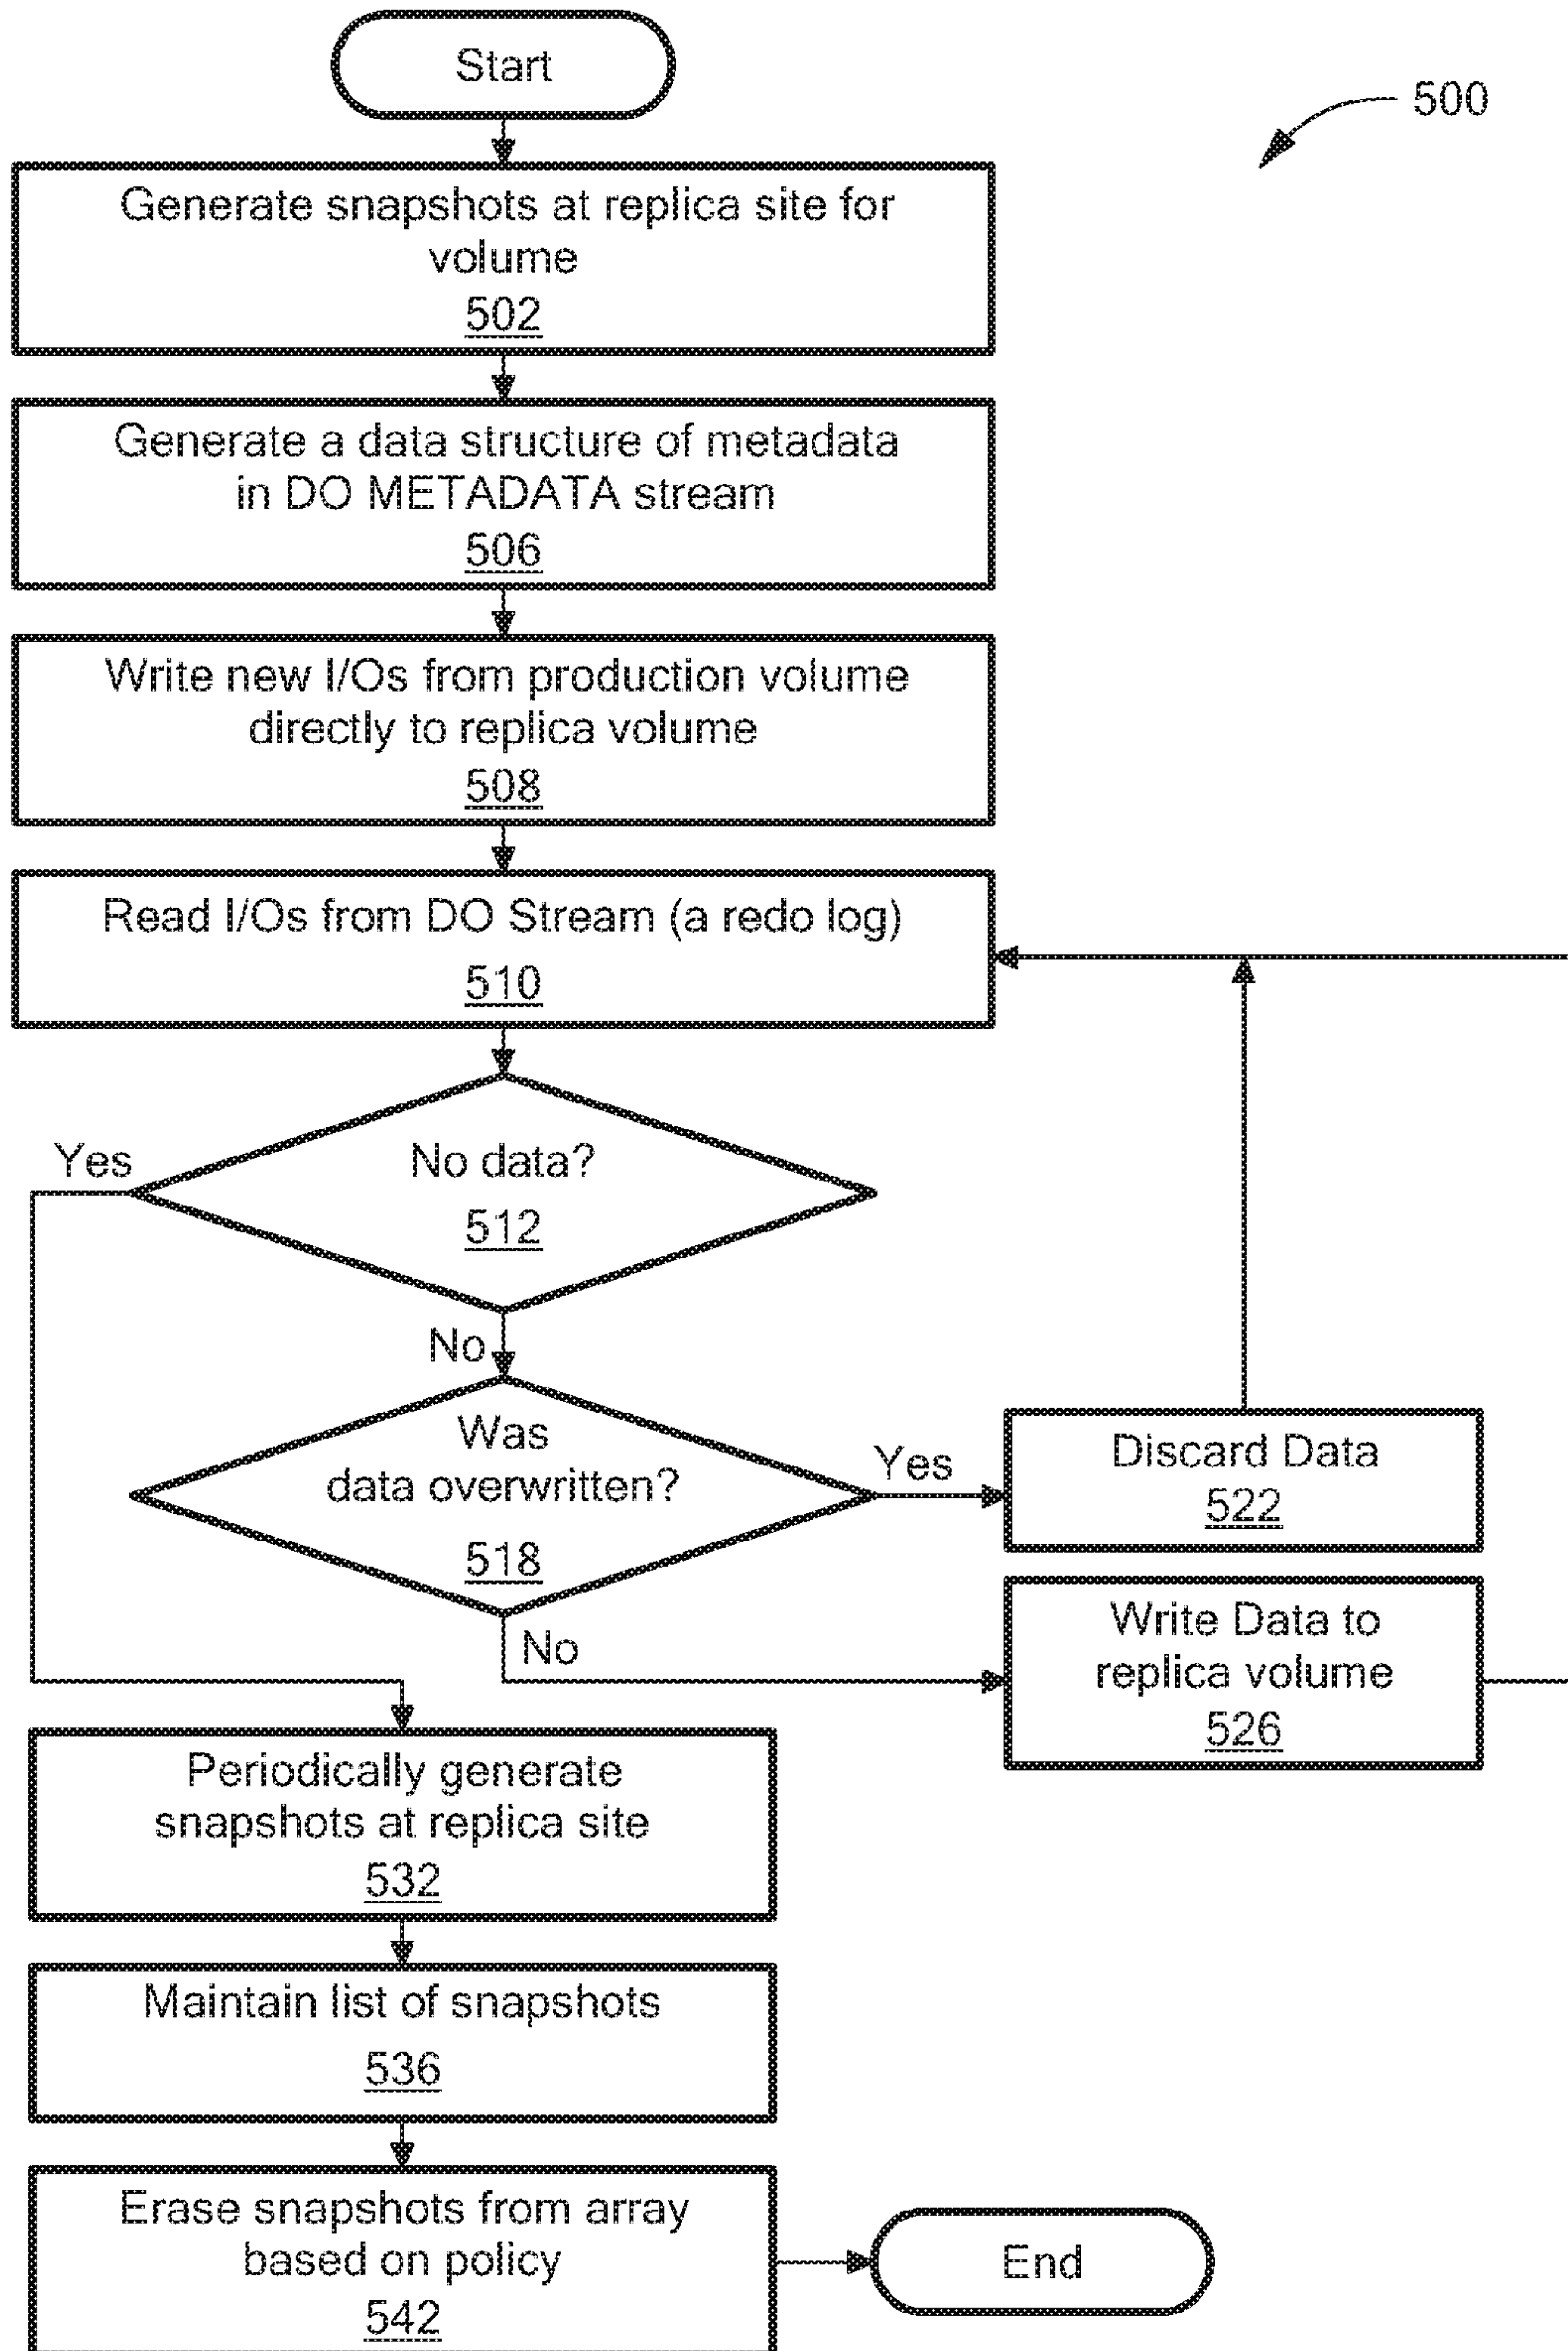 Start
500
Generate snapshots at replica site for
volume
502
Generate a data structure of metadata
in DO METADATA stream
506
Write new I/Os from production volume
directly to replica volume
508
Read I/Os from DO Stream (a redo log)
510
Yes
No data?
512
No
Was
data overwritten?
518
Yes
Discard Data
522
No
Write Data to
replica volume
526
Periodically generate
snapshots at replica site
532
Maintain list of snapshots
536
Erase snapshots from array
based on policy
542
End